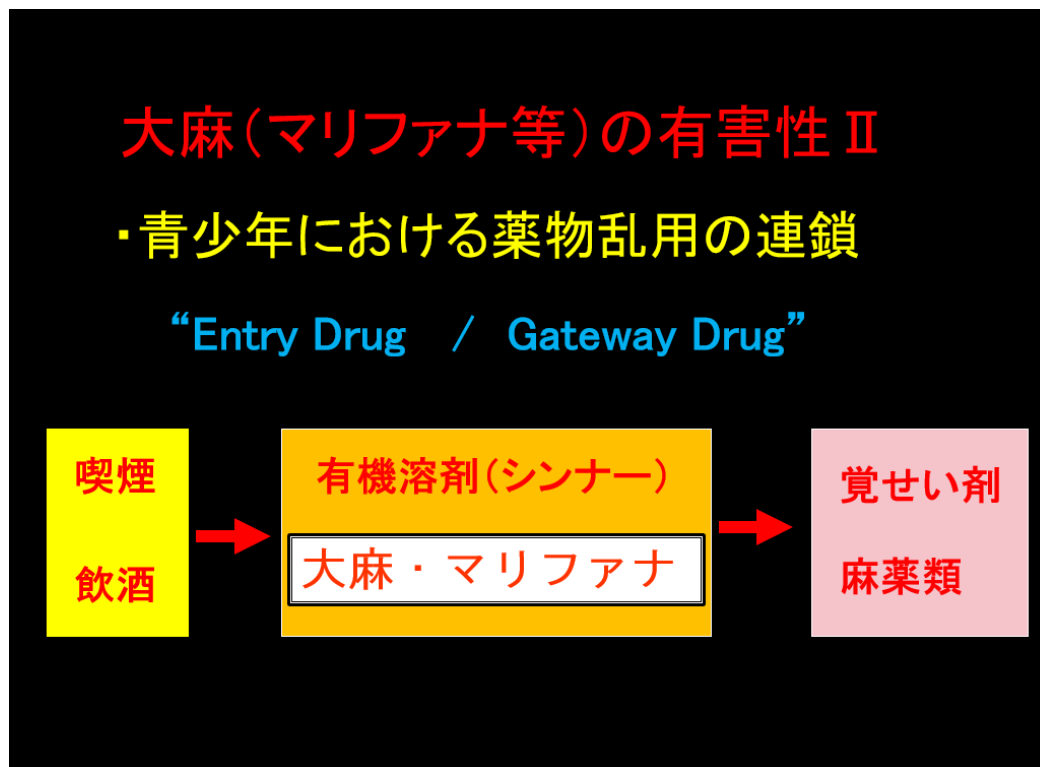 大麻(マリファナ等)の有害性Ⅱ
・青少年における薬物乱用の連鎖
“Entry Drug / Gateway Drug”
喫煙
飲酒
有機溶剤(シンナー)
大麻・マリファナ
覚せい剤
麻薬類